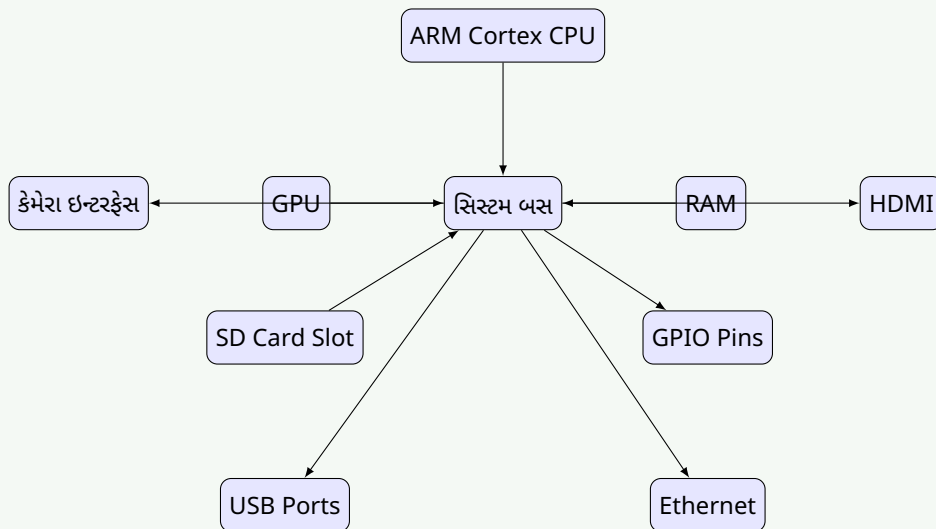 ARM Cortex CPU
કેમેરા ઇન્ટરફેસ
GPU
સિસ્ટમ બસ
RAM
HDMI
SD Card Slot
GPIO Pins
USB Ports
Ethernet